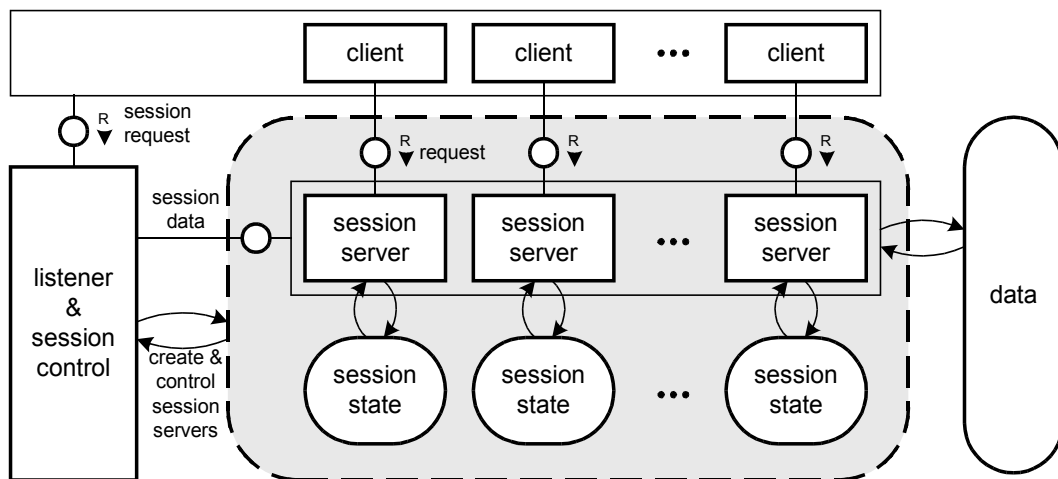 client
client
•••
client
R
session
request
R
request
R
R
session
data
session
server
session
server
•••
session
server
listener
&
session
control
data
create &
control
session
servers
session
state
session
state
•••
session
state